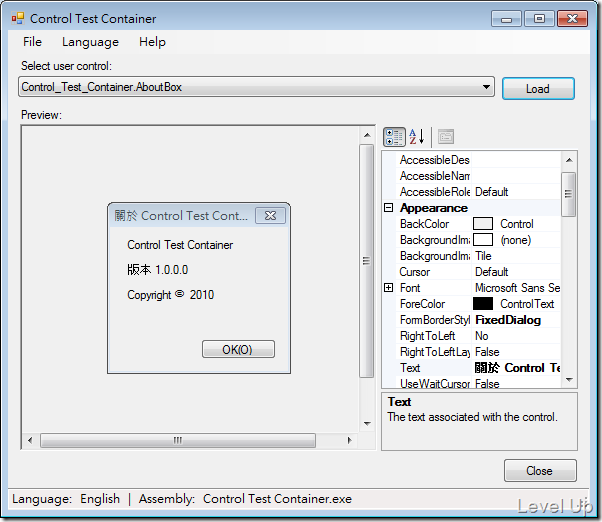 Control Test Container
File Language Help
Select user control:
Control_Test_Container.AboutBox
Load
Preview:
關於 Control Test Cont...
Control Test Container
版本 1.0.0.0
Copyright © 2010
OK(O)
AccessibleDes
AccessibleNam
AccessibleRole Default
Appearance
BackColor Control
BackgroundIma (none)
BackgroundIma Tile
Cursor Default
Font Microsoft Sans Se
ForeColor ControlText
FormBorderStyl FixedDialog
RightToLeft No
RightToLeftLay False
Text 關於 Control Te
UseWaitCursor False
Text
The text associated with the control.
Close
Language: English | Assembly: Control Test Container.exe
Level Up